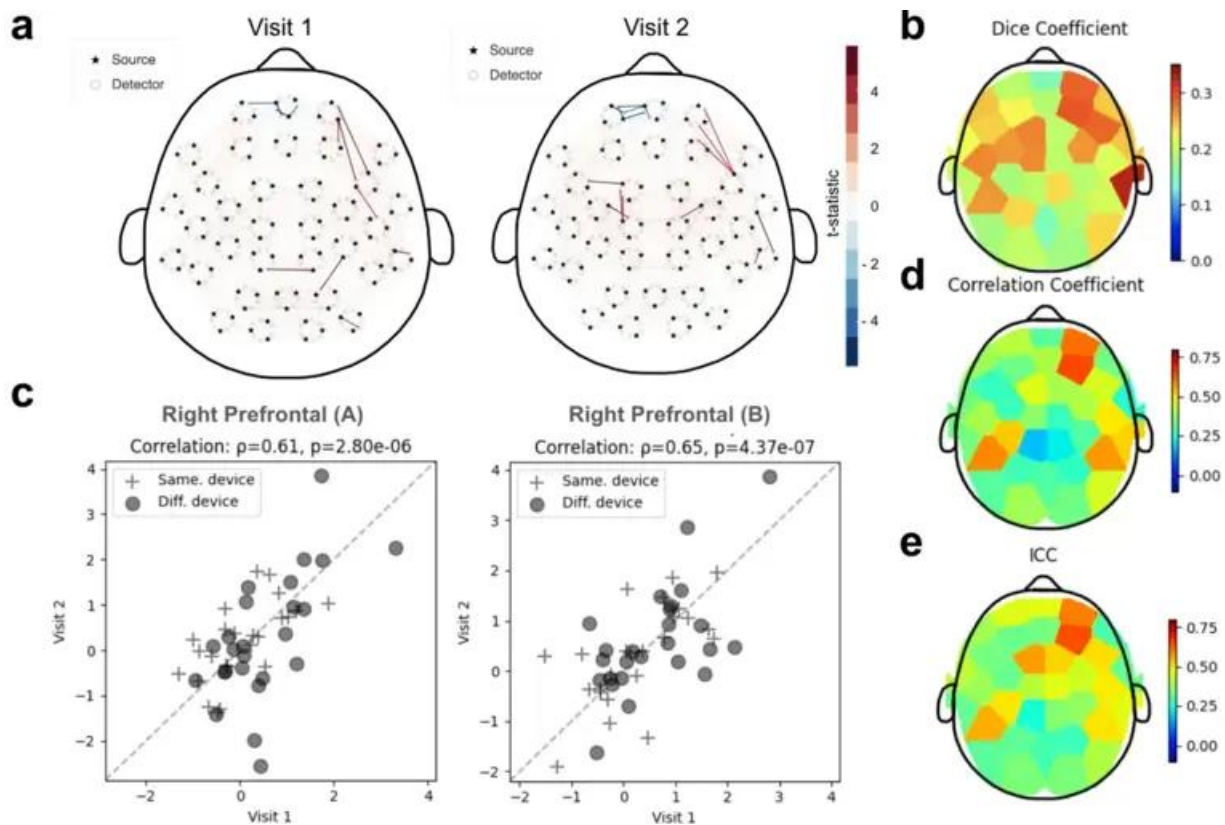 a
Visit 1
Source
Detector
Visit 2
Source
Detector
4
2
0
- 2
- 4
t-statistic
b
Dice Coefficient
0.3
0.2
0.1
0.0
c
Right Prefrontal (A)
Correlation: ρ=0.61, p=2.80e-06
Same. device
Diff. device
4
3
2
1
0
−1
−2
Visit 2
−2
0
2
4
Visit 1
Right Prefrontal (B)
Correlation: ρ=0.65, p=4.37e-07
Same. device
Diff. device
4
3
2
1
0
−1
−2
Visit 2
−2
−1
0
1
2
3
4
Visit 1
d
Correlation Coefficient
0.75
0.50
0.25
0.00
e
ICC
0.75
0.50
0.25
0.00